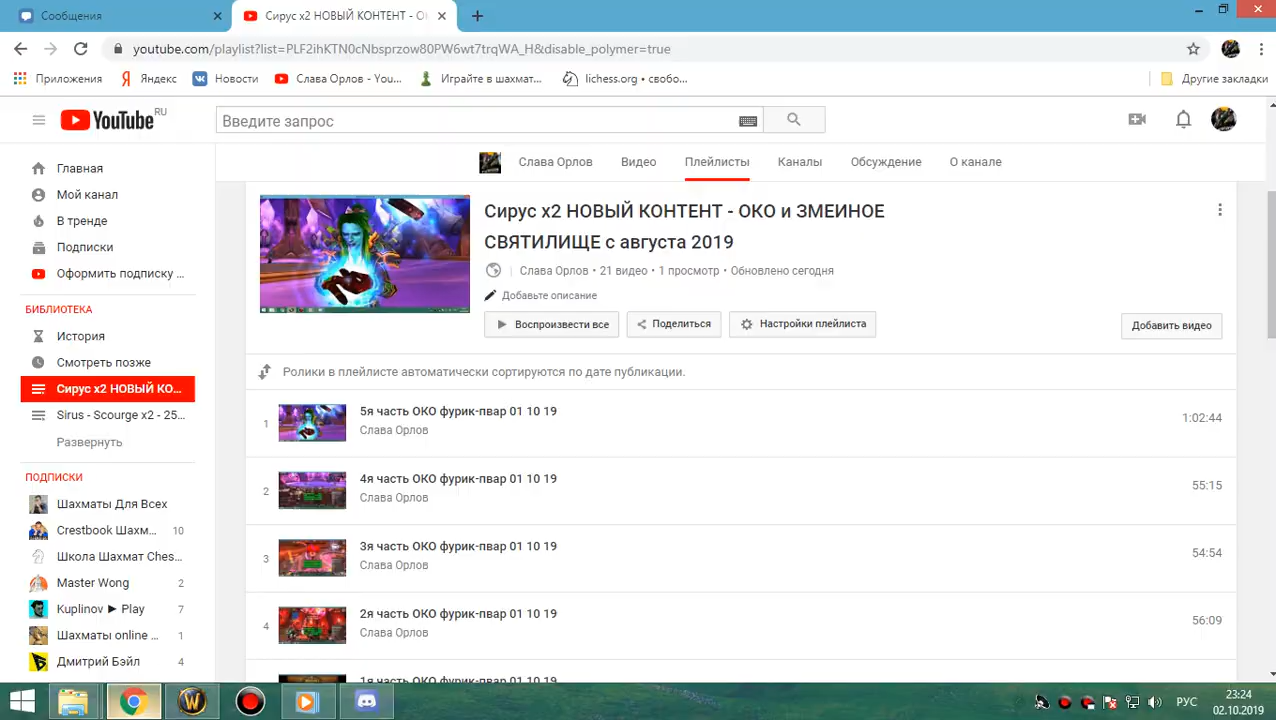 Сообщения
Сирус х2 НОВЫЙ КОНТЕНТ - О
youtube.com/playlist?list=PLF2ihKTN0cNbsprzow80PW6wt7trqWA_H&disable_polymer=true
Приложения
Яндекс
Новости
Слава Орлов - You...
Играйте в шахмат...
lichess.org • свобо...
Другие закладки
YouTube RU
Введите запрос
Слава Орлов
Видео
Плейлисты
Каналы
Обсуждение
О канале
Главная
Мой канал
В тренде
Подписки
Оформить подписку ...
БИБЛИОТЕКА
История
Смотреть позже
Сирус х2 НОВЫЙ КО...
Sirus - Scourge x2 - 25...
Развернуть
ПОДПИСКИ
Шахматы Для Всех
Crestbook Шахм... 10
Школа Шахмат Ches...
Master Wong 2
Kuplinov ► Play 7
Шахматы online ... 1
Дмитрий Бэйл 4
Сирус х2 НОВЫЙ КОНТЕНТ - ОКО и ЗМЕИНОЕ
СВЯТИЛИЩЕ с августа 2019
Слава Орлов • 21 видео • 1 просмотр • Обновлено сегодня
Добавьте описание
Воспроизвести все
Поделиться
Настройки плейлиста
Добавить видео
Ролики в плейлисте автоматически сортируются по дате публикации.
1
5я часть ОКО фурик-пвар 01 10 19
Слава Орлов
1:02:44
2
4я часть ОКО фурик-пвар 01 10 19
Слава Орлов
55:15
3
3я часть ОКО фурик-пвар 01 10 19
Слава Орлов
54:54
4
2я часть ОКО фурик-пвар 01 10 19
Слава Орлов
56:09
1я часть ОКО фурик-пвар 01 10 19
РУС
23:24
02.10.2019